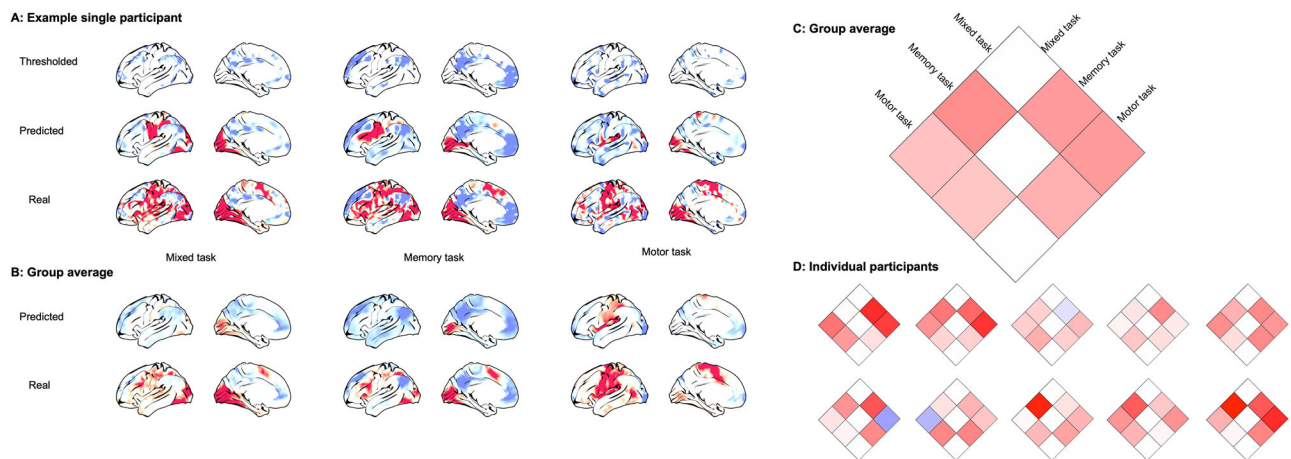 A: Example single participant
Thresholded
Predicted
Real
Mixed task
Memory task
Motor task
B: Group average
Predicted
Real
C: Group average
Mixed task
Memory task
Motor task
Mixed task
Memory task
Motor task
D: Individual participants